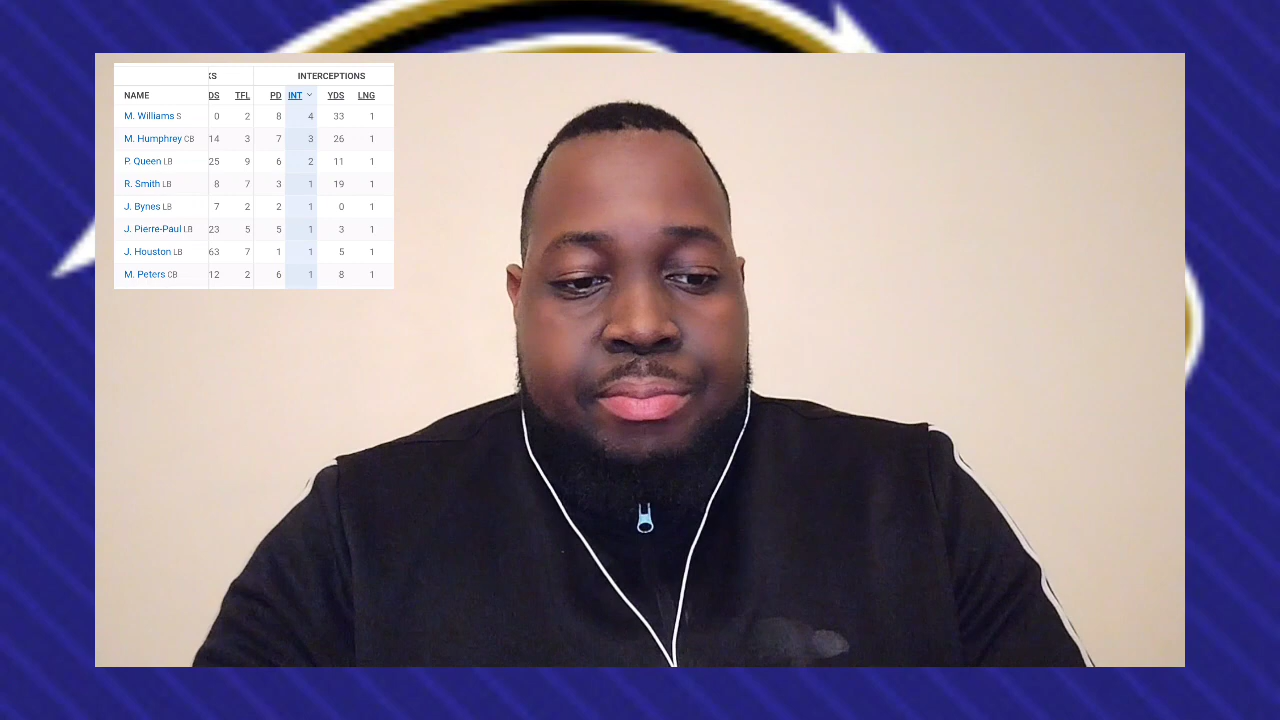 KS INTERCEPTIONS
NAME DS TFL PD INT YDS LNG
M. Williams S 0 2 8 4 33 1
M. Humphrey CB 14 3 7 3 26 1
P. Queen LB 25 9 6 2 11 1
R. Smith LB 8 7 3 1 19 1
J. Bynes LB 7 2 2 1 0 1
J. Pierre-Paul LB 23 5 5 1 3 1
J. Houston LB 63 7 1 1 5 1
M. Peters CB 12 2 6 1 8 1